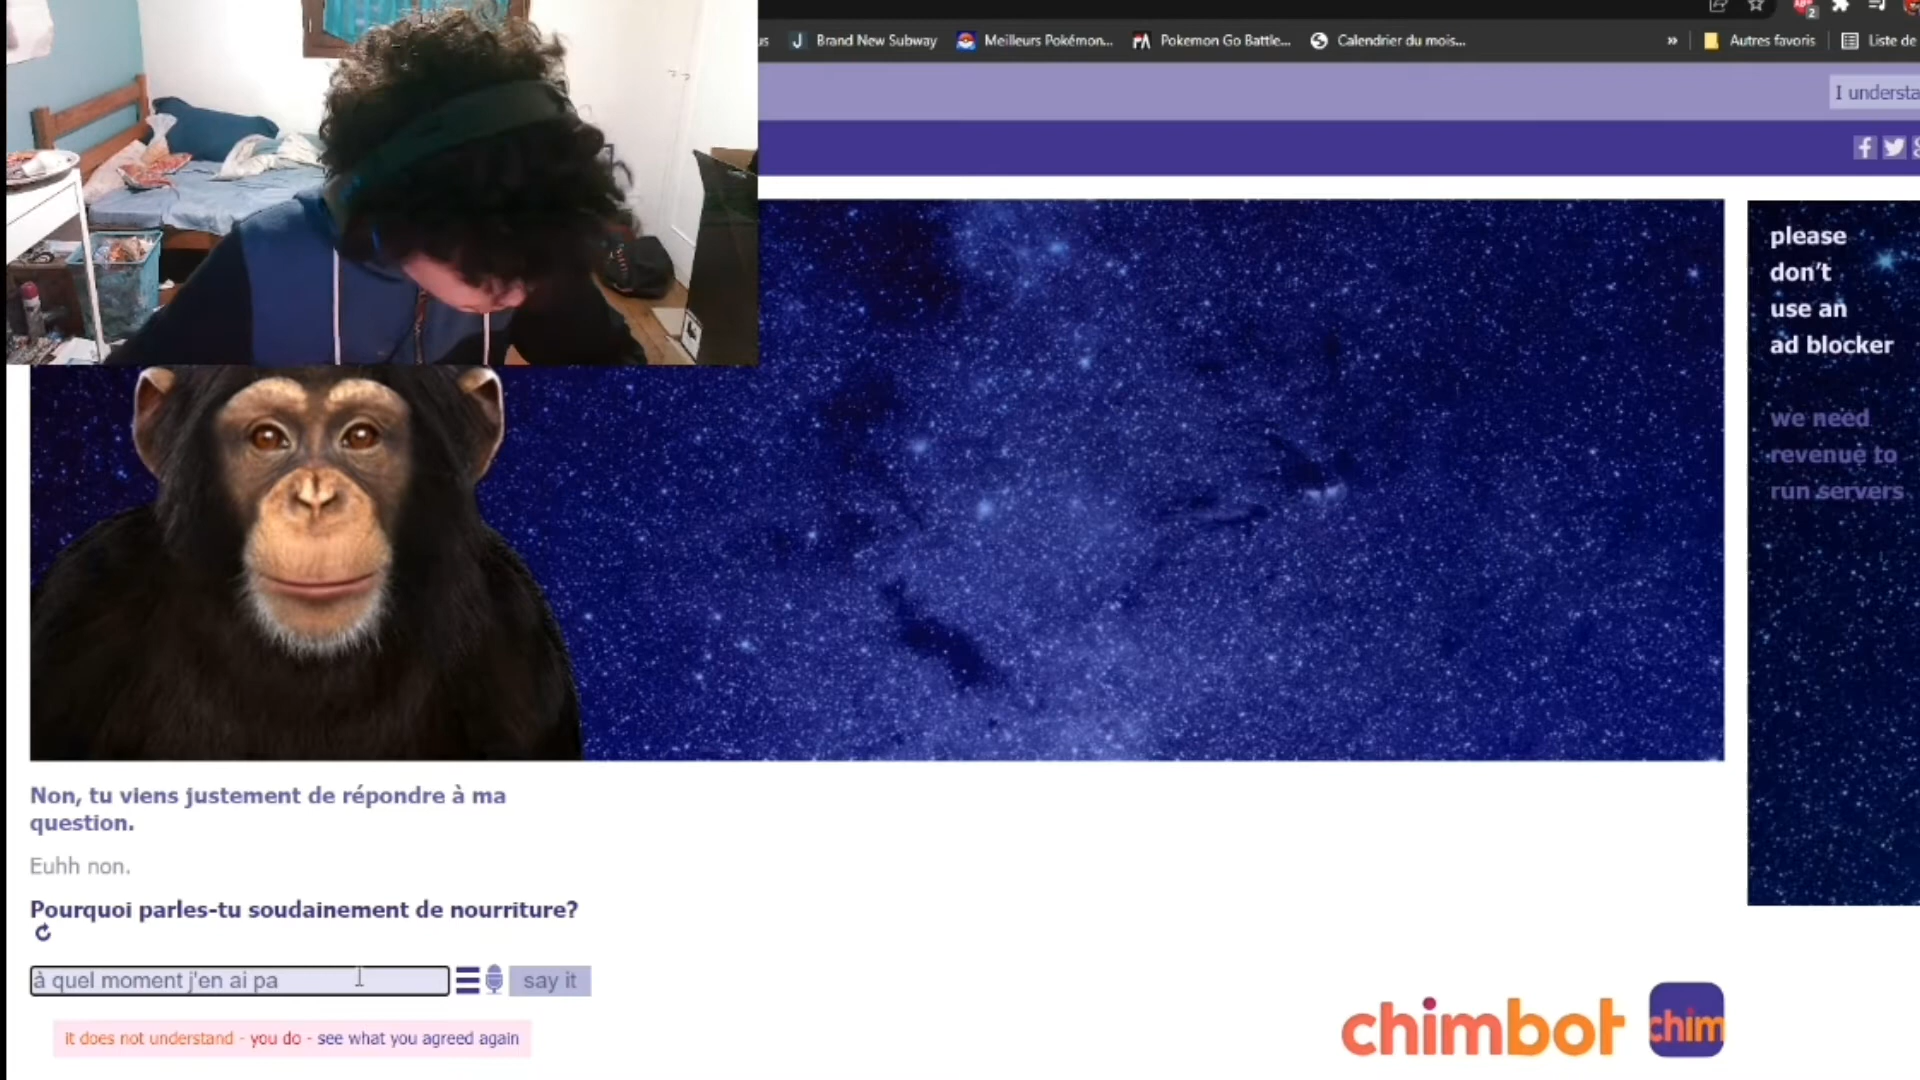 Brand New Subway
Meilleurs Pokémon...
Pokemon Go Battle...
Calendrier du mois...
»
Autres favoris
Liste de
I understa
please
don't
use an
ad blocker
we need
revenue to
run servers
Non, tu viens justement de répondre à ma
question.
Euhh non.
Pourquoi parles-tu soudainement de nourriture?
à quel moment j'en ai pa
say it
it does not understand - you do - see what you agreed again
chimbot
chim